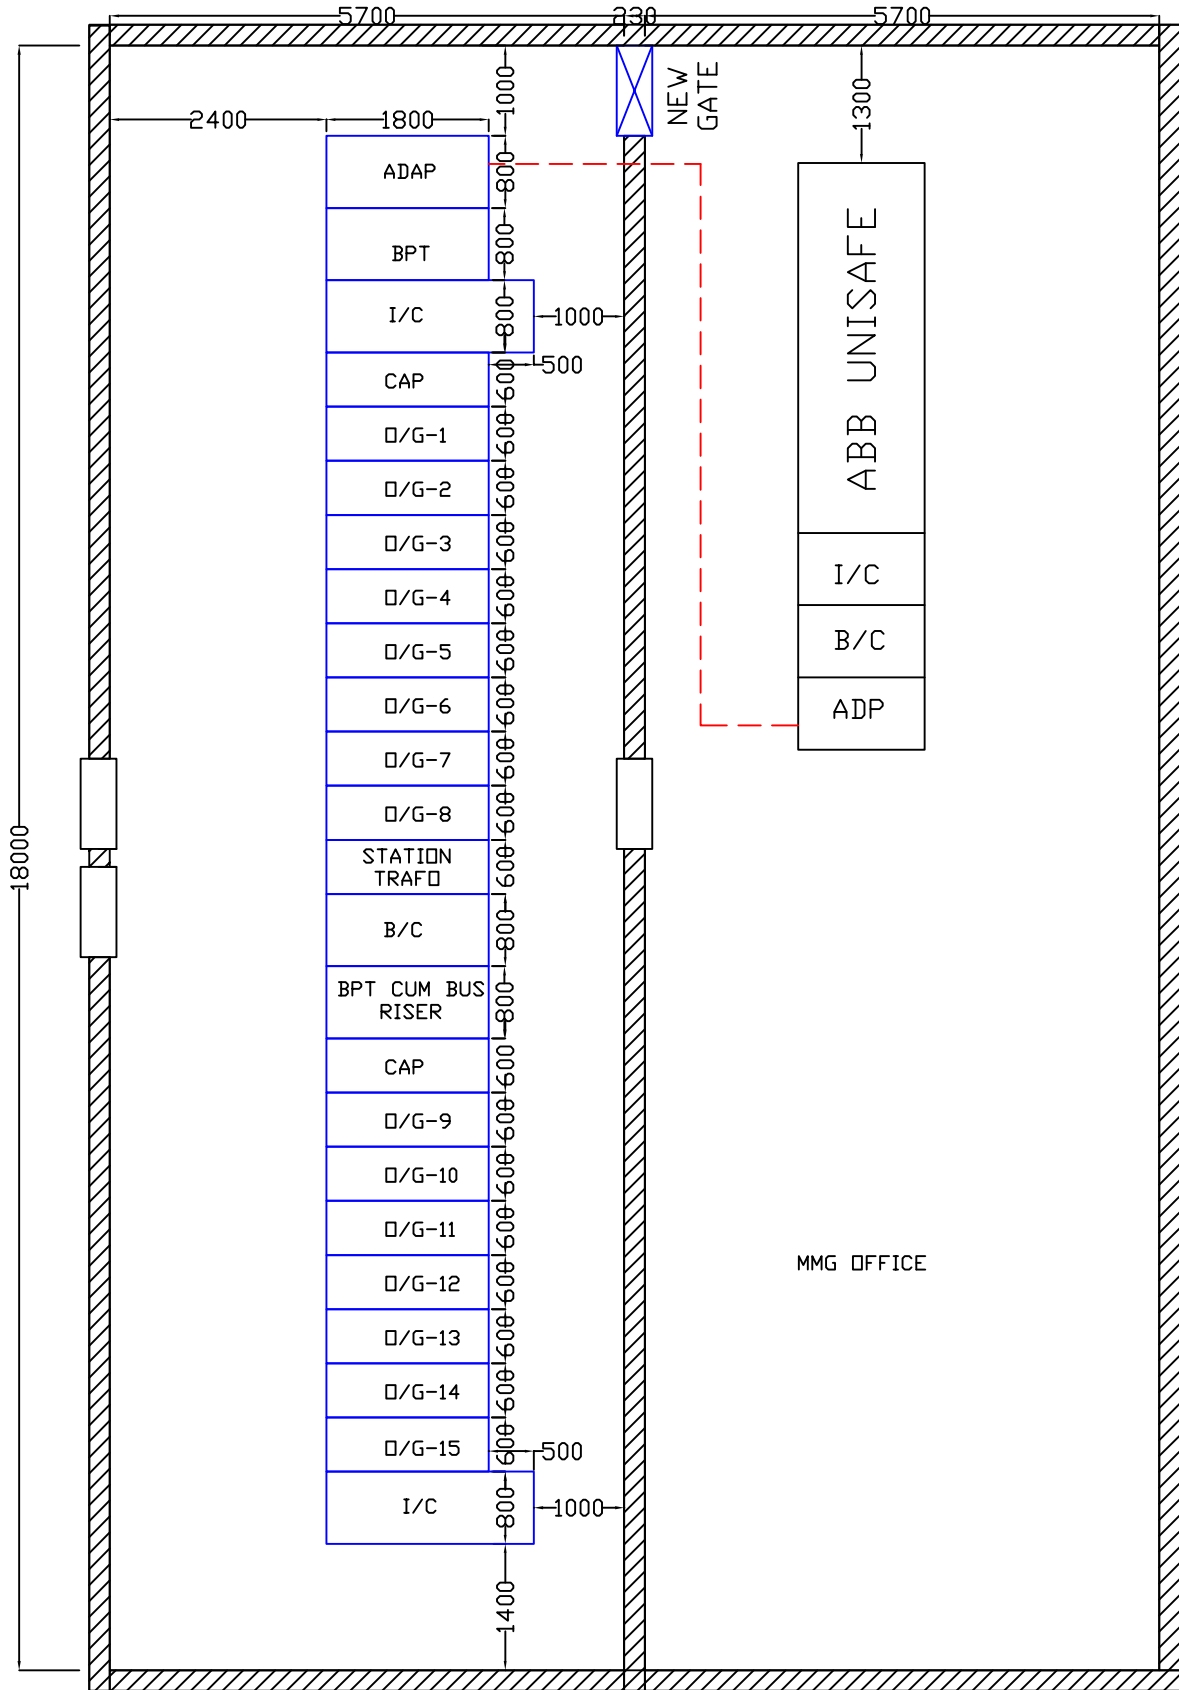 5700
230
5700
1000
NEW
GATE
1300
2400
1800
ADAP
800
BPT
800
I/C
800
1000
500
CAP
600
O/G-1
600
O/G-2
600
O/G-3
600
O/G-4
600
O/G-5
600
O/G-6
600
O/G-7
600
O/G-8
600
STATION
TRAFO
600
B/C
800
BPT CUM BUS
RISER
800
CAP
600
O/G-9
600
O/G-10
600
O/G-11
600
O/G-12
600
O/G-13
600
O/G-14
600
O/G-15
600
500
I/C
800
1000
1400
18000
ABB UNISAFE
I/C
B/C
ADP
MMG OFFICE